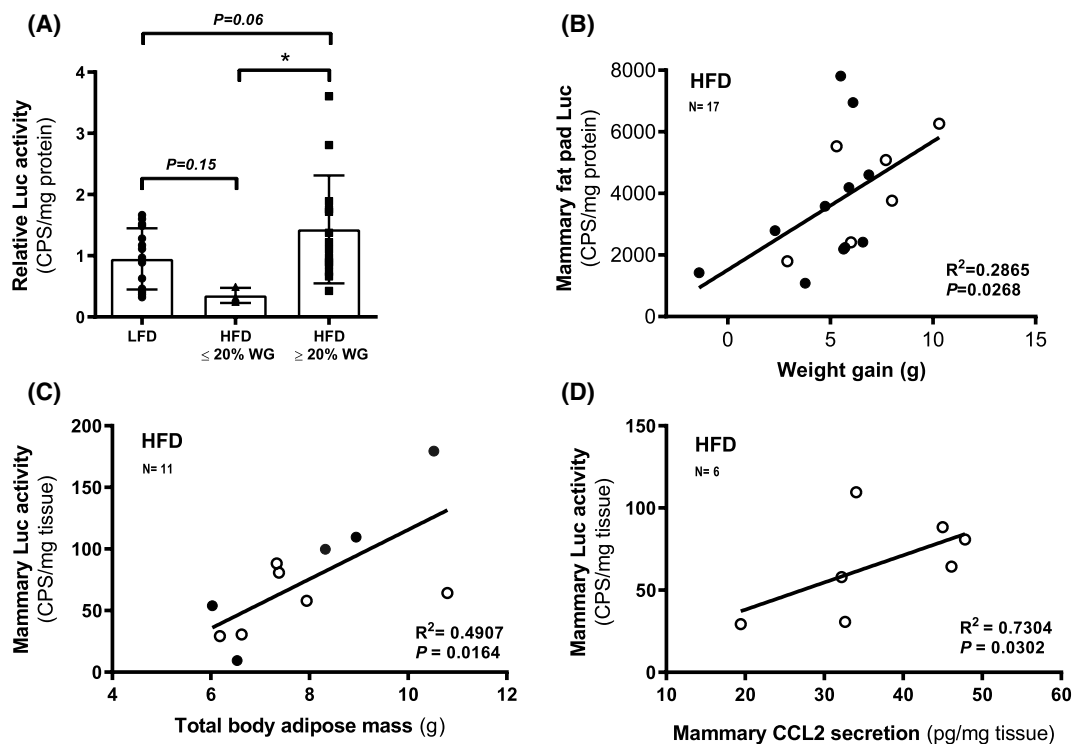 (A)
P=0.06
*
P=0.15
Relative Luc activity
(CPS/mg protein)
4
3
2
1
0
LFD
HFD
≤ 20% WG
HFD
≥ 20% WG
(B)
HFD
N= 17
Mammary fat pad Luc
(CPS/mg protein)
8000
6000
4000
2000
0
0
5
10
15
R²=0.2865
P=0.0268
Weight gain (g)
(C)
HFD
N= 11
Mammary Luc activity
(CPS/mg tissue)
200
150
100
50
0
4
6
8
10
12
R²= 0.4907
P = 0.0164
Total body adipose mass (g)
(D)
HFD
N= 6
Mammary Luc activity
(CPS/mg tissue)
150
100
50
0
10
20
30
40
50
60
R² = 0.7304
P = 0.0302
Mammary CCL2 secretion (pg/mg tissue)